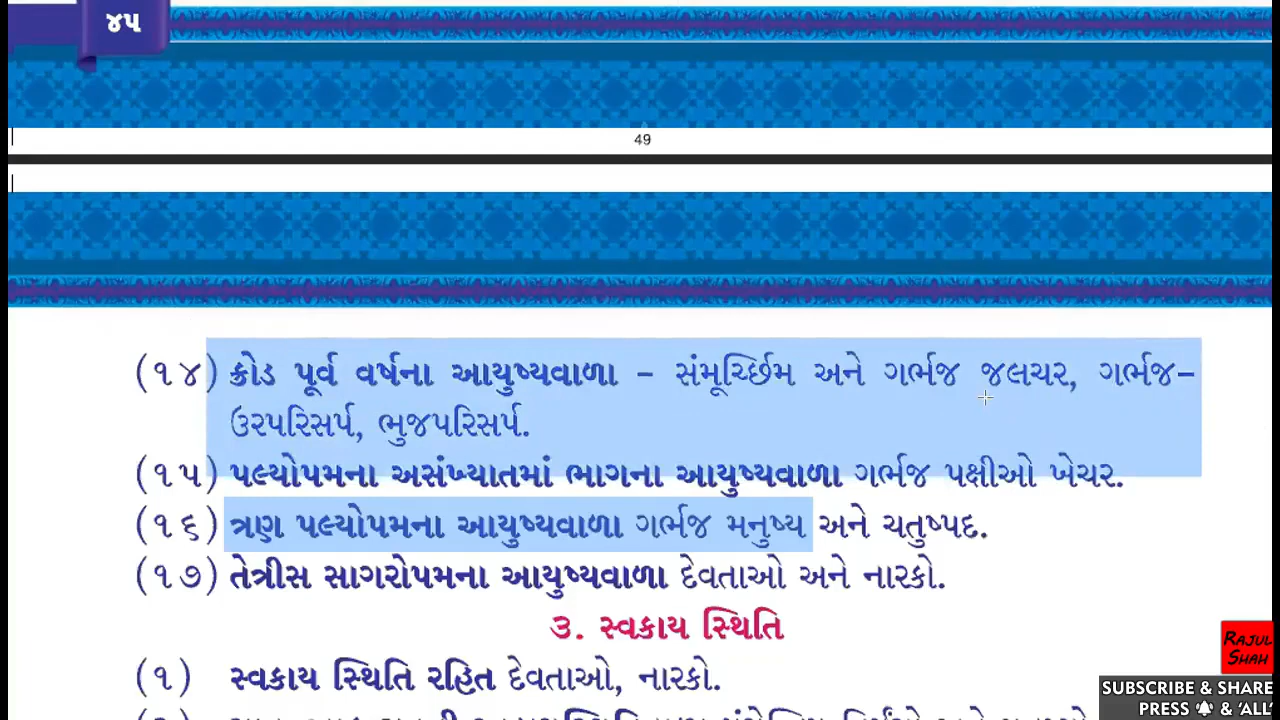 ૪૫
49
(૧૪) ક્રોડ પૂર્વ વર્ષના આયુષ્યવાળા – સંમૂર્ચ્છિમ અને ગર્ભજ જલચર, ગર્ભજ–
ઉરપરિસર્પ, ભુજપરિસર્પ.
(૧૫) પલ્યોપમના અસંખ્યાતમાં ભાગના આયુષ્યવાળા ગર્ભજ પક્ષીઓ ખેચર.
(૧૬) ત્રણ પલ્યોપમના આયુષ્યવાળા ગર્ભજ મનુષ્ય અને ચતુષ્પદ.
(૧૭) તેત્રીસ સાગરોપમના આયુષ્યવાળા દેવતાઓ અને નારકો.
૩. સ્વકાય સ્થિતિ
(૧) સ્વકાય સ્થિતિ રહિત દેવતાઓ, નારકો.
RAJUL
SHAH
SUBSCRIBE & SHARE
PRESS & 'ALL'